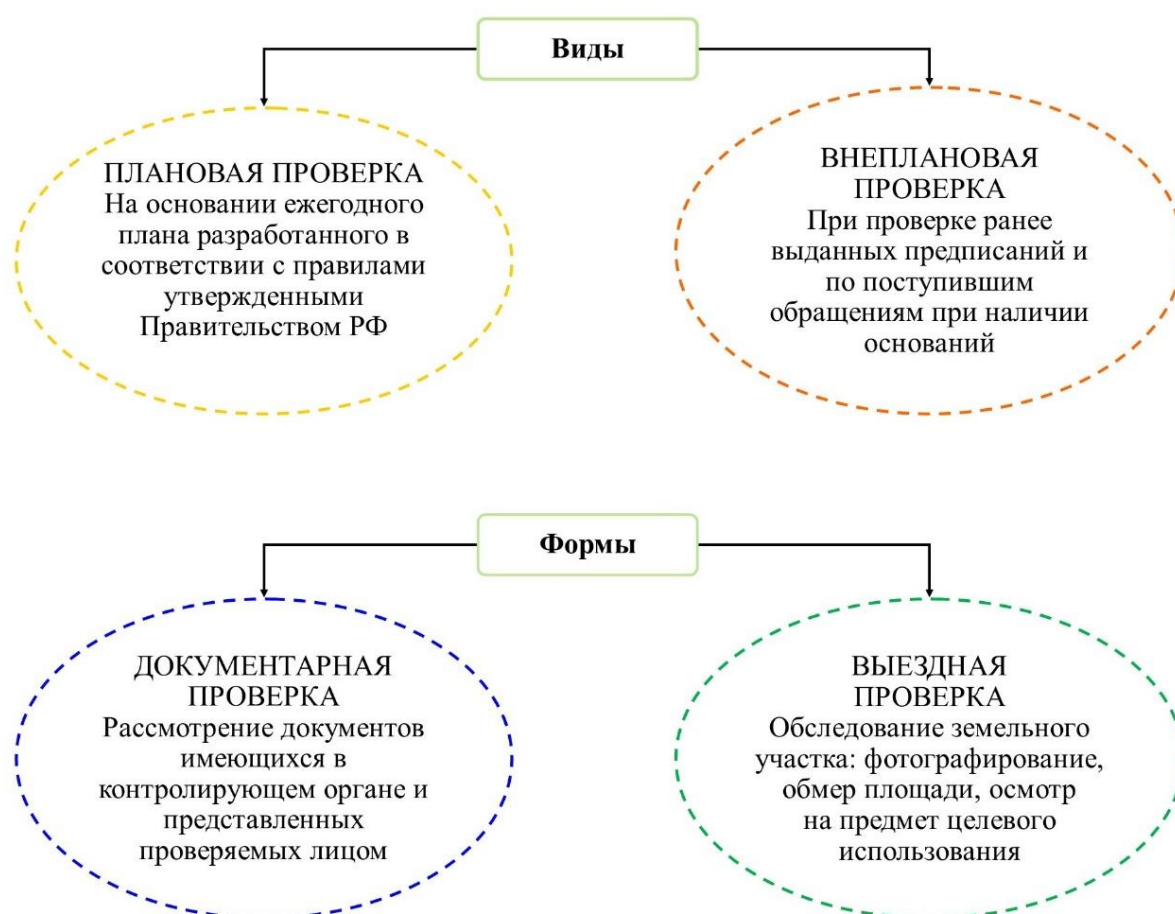 Виды
ПЛАНОВАЯ ПРОВЕРКА
На основании ежегодного
плана разработанного в
соответствии с правилами
утвержденными
Правительством РФ
ВНЕПЛАНОВАЯ
ПРОВЕРКА
При проверке ранее
выданных предписаний и
по поступившим
обращениям при наличии
оснований
Формы
ДОКУМЕНТАРНАЯ
ПРОВЕРКА
Рассмотрение документов
имеющихся в
контролирующем органе и
представленных
проверяемых лицом
ВЫЕЗДНАЯ
ПРОВЕРКА
Обследование земельного
участка: фотографирование,
обмер площади, осмотр
на предмет целевого
использования